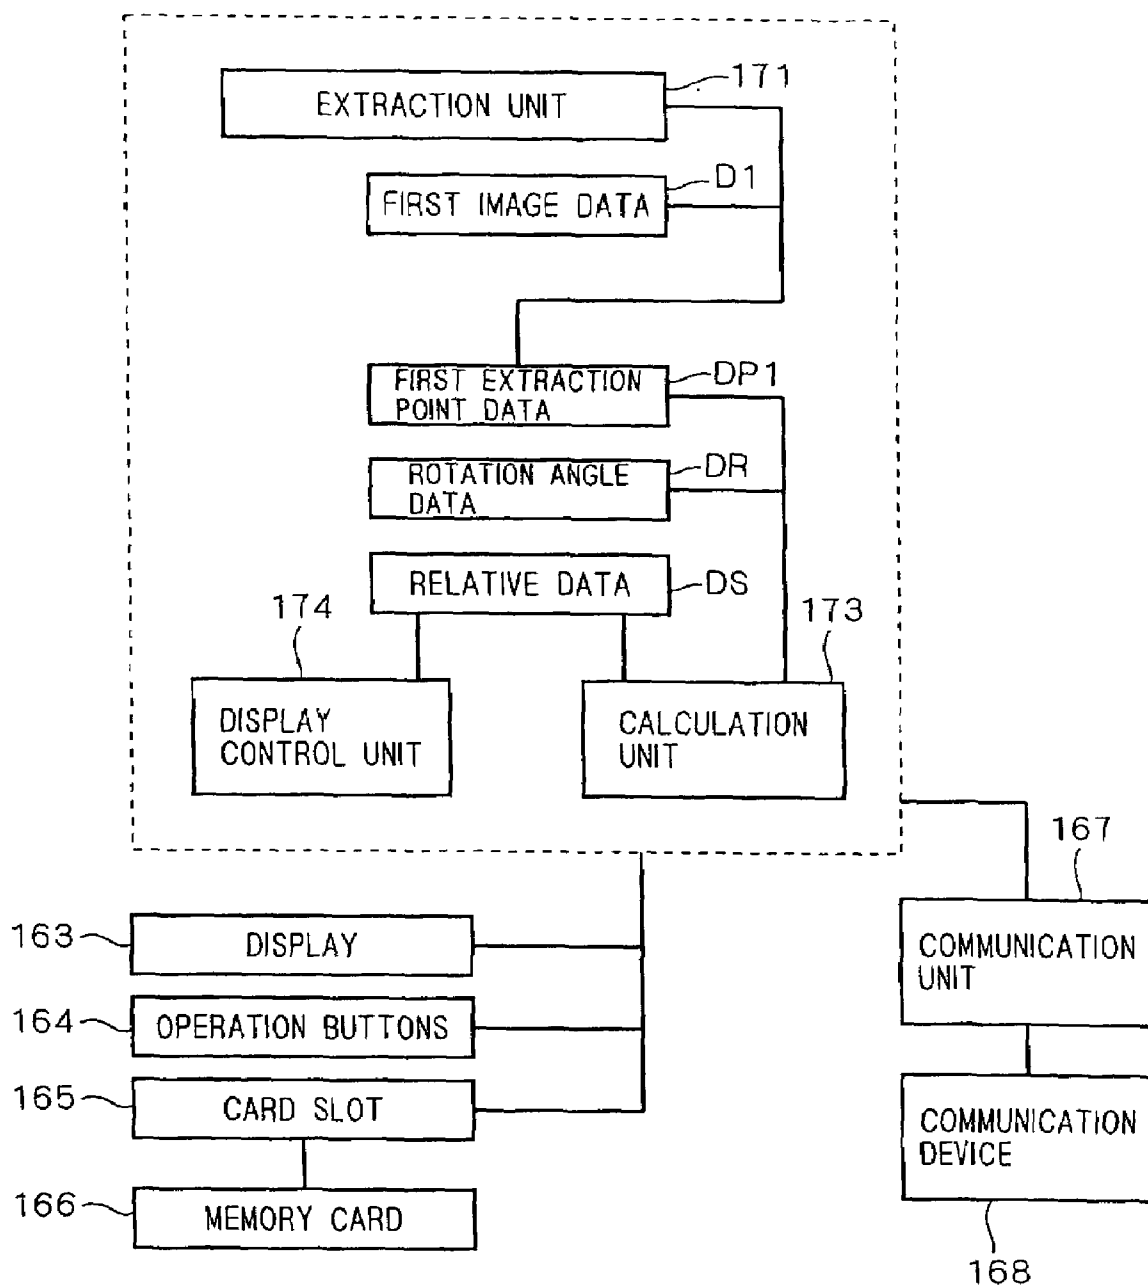 171
EXTRACTION UNIT
D1
FIRST IMAGE DATA
DP1
FIRST EXTRACTION
POINT DATA
DR
ROTATION ANGLE
DATA
RELATIVE DATA
DS
174
173
DISPLAY
CONTROL UNIT
CALCULATION
UNIT
167
163
DISPLAY
COMMUNICATION
UNIT
164
OPERATION BUTTONS
165
CARD SLOT
COMMUNICATION
DEVICE
166
MEMORY CARD
168